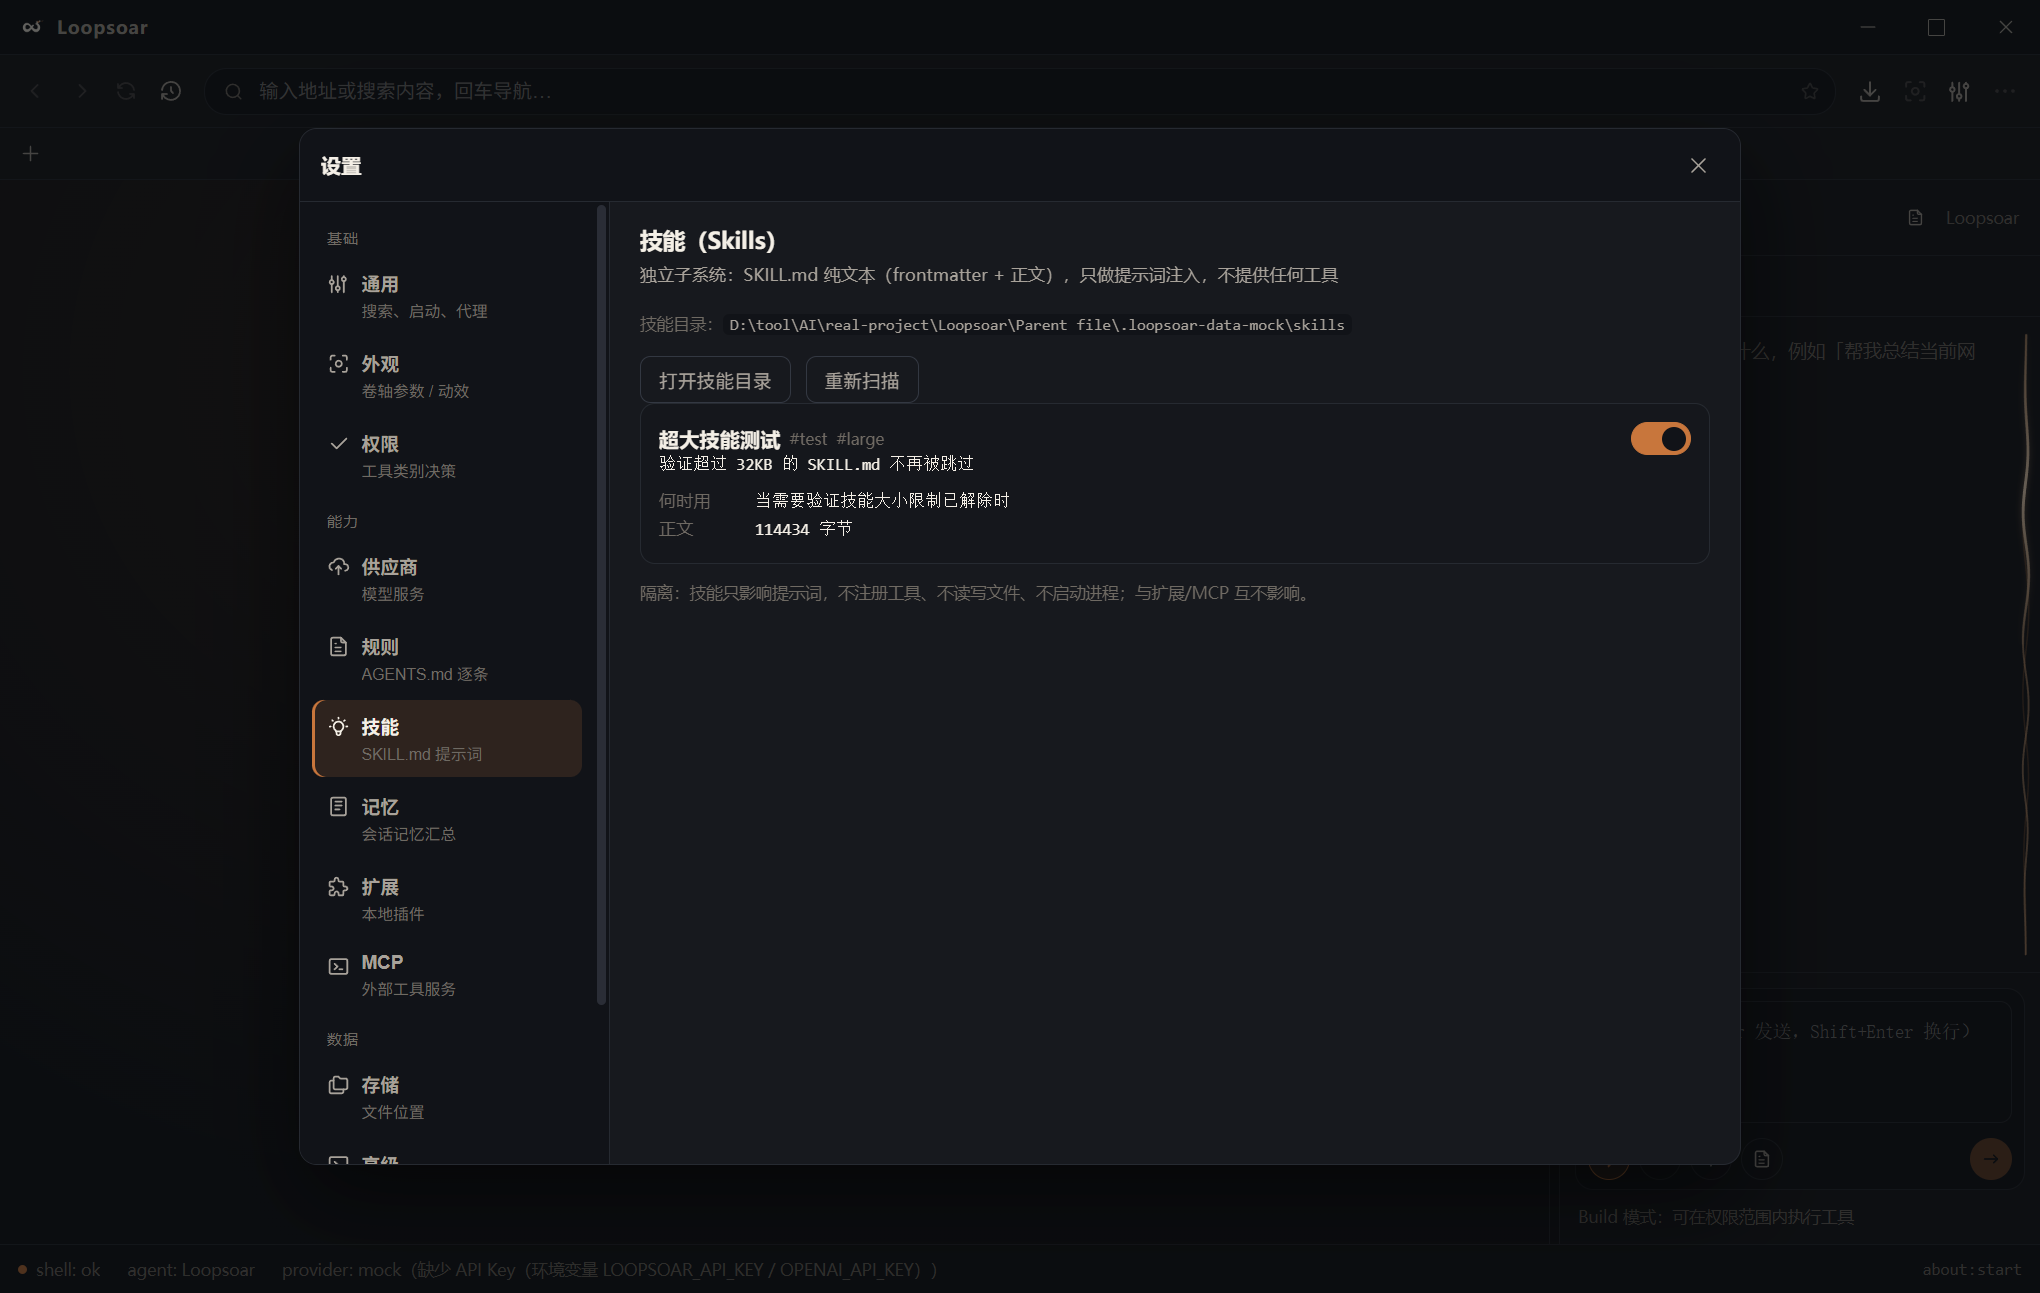 Loopsoar
输入地址或搜索内容，回车导航…
设置
Loopsoar
基础
通用
搜索、启动、代理
外观
卷轴参数 / 动效
权限
工具类别决策
能力
供应商
模型服务
规则
AGENTS.md 逐条
技能
SKILL.md 提示词
记忆
会话记忆汇总
扩展
本地插件
MCP
外部工具服务
数据
存储
文件位置
高级
技能（Skills）
独立子系统：SKILL.md 纯文本（frontmatter + 正文），只做提示词注入，不提供任何工具
技能目录： D:\tool\AI\real-project\Loopsoar\Parent file\.loopsoar-data-mock\skills
打开技能目录 重新扫描
超大技能测试 #test #large
验证超过 32KB 的 SKILL.md 不再被跳过
何时用 当需要验证技能大小限制已解除时
正文 114434 字节
隔离：技能只影响提示词，不注册工具、不读写文件、不启动进程；与扩展/MCP 互不影响。
什么，例如「帮我总结当前网
发送，Shift+Enter 换行）
Build 模式：可在权限范围内执行工具
shell: ok agent: Loopsoar provider: mock（缺少 API Key（环境变量 LOOPSOAR_API_KEY / OPENAI_API_KEY））
about:start